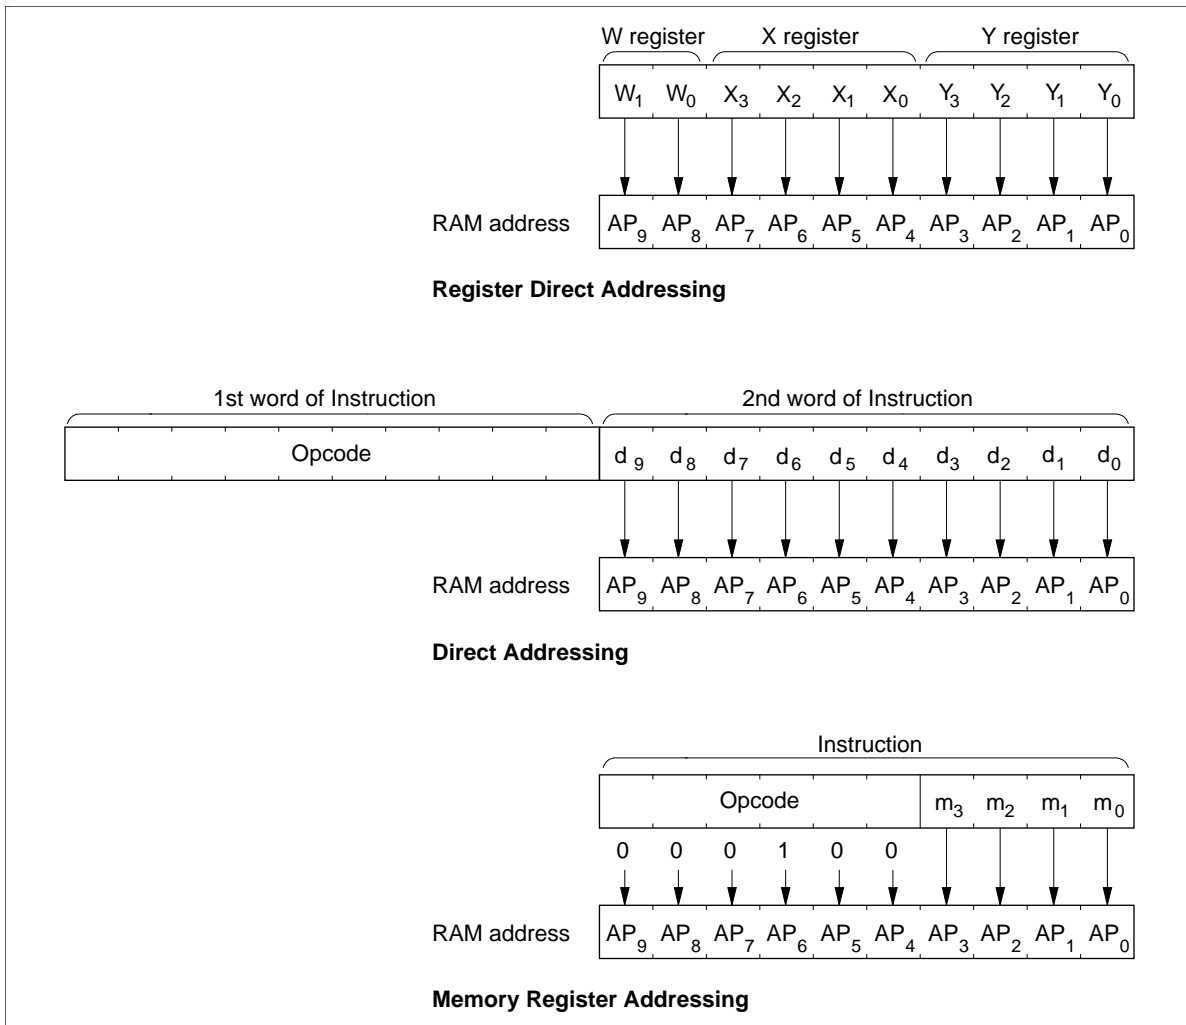 W register X register Y register
W1 W0 X3 X2 X1 X0 Y3 Y2 Y1 Y0
RAM address AP9 AP8 AP7 AP6 AP5 AP4 AP3 AP2 AP1 AP0
Register Direct Addressing
1st word of Instruction 2nd word of Instruction
Opcode d9 d8 d7 d6 d5 d4 d3 d2 d1 d0
RAM address AP9 AP8 AP7 AP6 AP5 AP4 AP3 AP2 AP1 AP0
Direct Addressing
Instruction
Opcode m3 m2 m1 m0
0 0 0 1 0 0
RAM address AP9 AP8 AP7 AP6 AP5 AP4 AP3 AP2 AP1 AP0
Memory Register Addressing